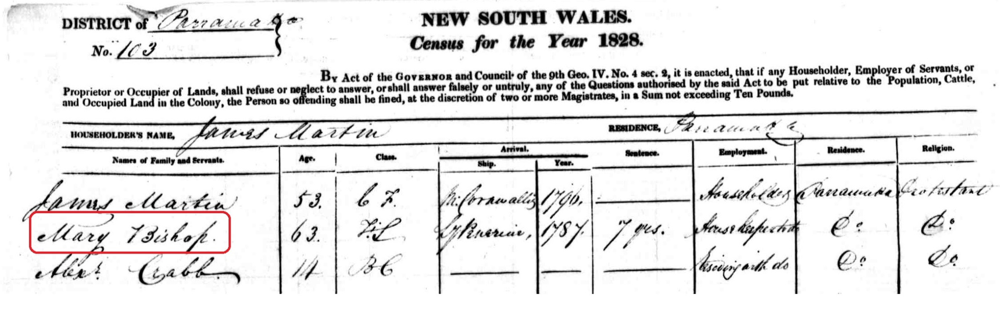 DISTRICT of Parramatta
No. 103
NEW SOUTH WALES.
Census for the Year 1828.
By Act of the Governor and Council of the 9th Geo. IV. No. 4 sec. 2, it is enacted, that if any Householder, Employer of Servants, or
Proprietor or Occupier of Lands, shall refuse or neglect to answer, or shall answer falsely or untruly, any of the Questions authorised by the said Act to be put relative to the Population, Cattle,
and Occupied Land in the Colony, the Person so offending shall be fined, at the discretion of two or more Magistrates, in a Sum not exceeding Ten Pounds.
HOUSEHOLDER'S NAME, James Martin RESIDENCE, Parramatta
Names of Family and Servants. Age. Class. Arrival. Ship. Year. Sentence. Employment. Residence. Religion.
James Martin 53. C F. Cornwallis 1796. Householder Parramatta Protestant
Mary Bishop. 63. F.S 1787. 7 yrs. Do. Do.
Alexr. Crabb. 14 BC Residing with do Do. Do.